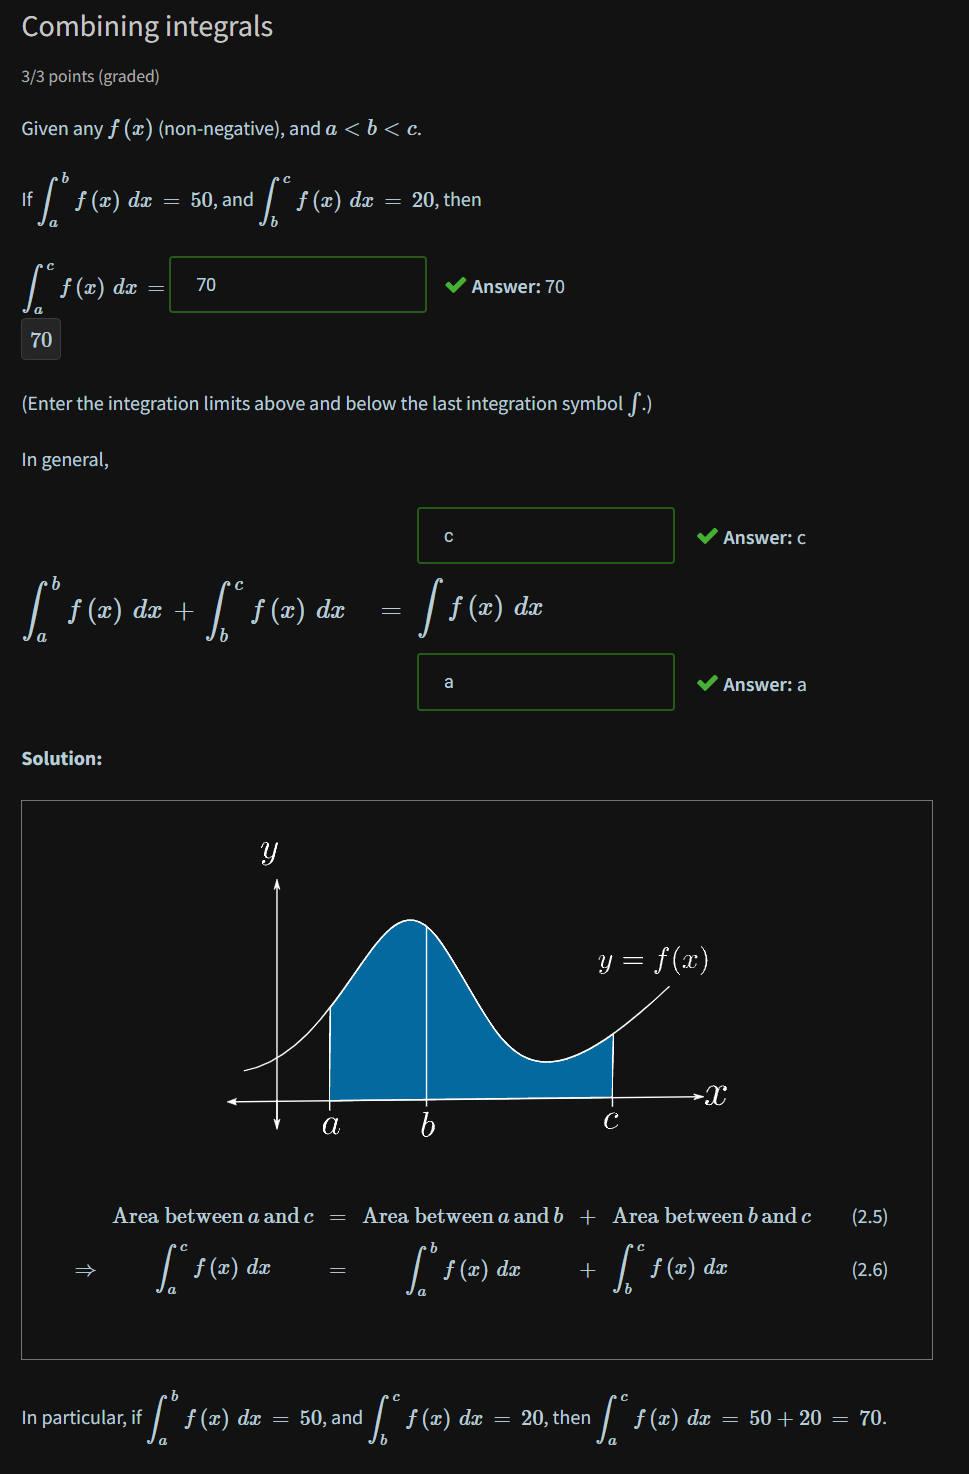 Combining integrals
3/3 points (graded)
Given any f (x) (non-negative), and a < b < c.
If ∫_a^b f (x) dx = 50, and ∫_b^c f (x) dx = 20, then
∫_a^c f (x) dx = 70 ✔ Answer: 70
70
(Enter the integration limits above and below the last integration symbol ∫.)
In general,
c ✔ Answer: c
∫_a^b f (x) dx + ∫_b^c f (x) dx = ∫ f (x) dx
a ✔ Answer: a
Solution:
y
y = f(x)
x
a b c
Area between a and c = Area between a and b + Area between b and c (2.5)
⇒ ∫_a^c f (x) dx = ∫_a^b f (x) dx + ∫_b^c f (x) dx (2.6)
In particular, if ∫_a^b f (x) dx = 50, and ∫_b^c f (x) dx = 20, then ∫_a^c f (x) dx = 50 + 20 = 70.